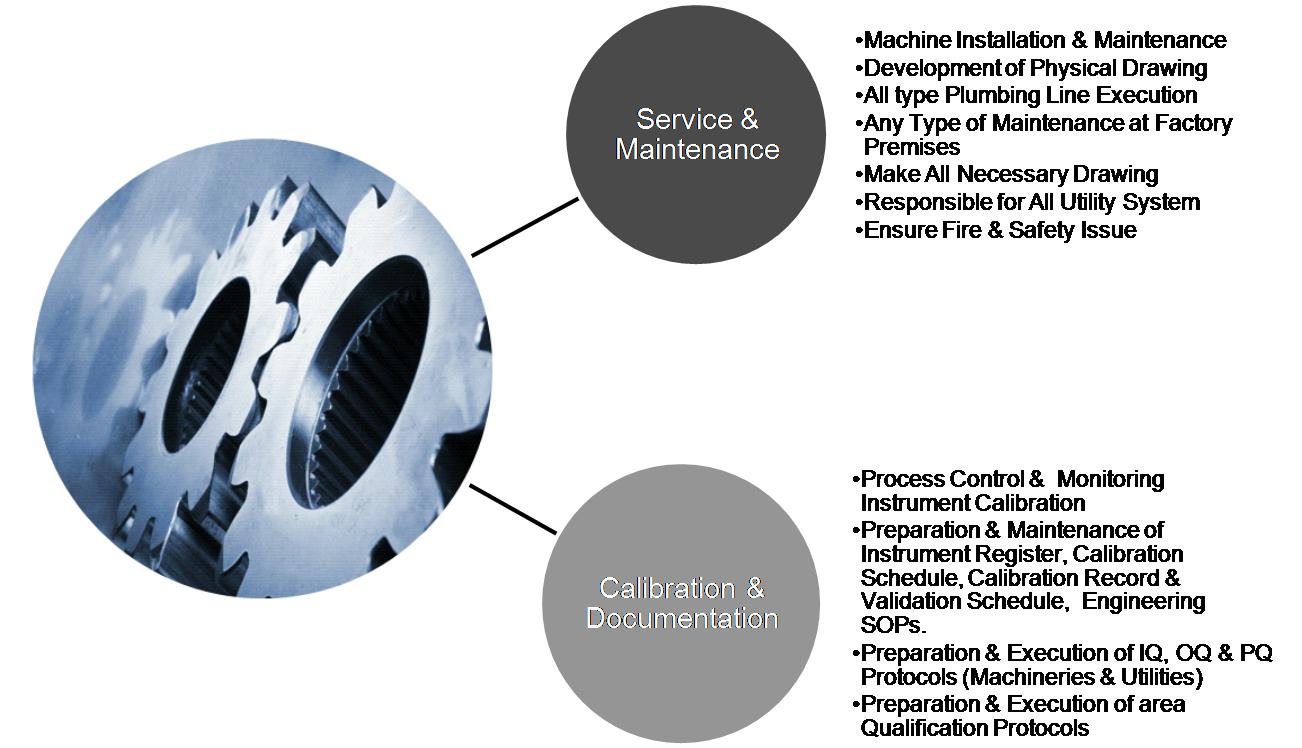 Service &
Maintenance
•Machine Installation & Maintenance
•Development of Physical Drawing
•All type Plumbing Line Execution
•Any Type of Maintenance at Factory
Premises
•Make All Necessary Drawing
•Responsible for All Utility System
•Ensure Fire & Safety Issue
Calibration &
Documentation
•Process Control & Monitoring
Instrument Calibration
•Preparation & Maintenance of
Instrument Register, Calibration
Schedule, Calibration Record &
Validation Schedule, Engineering
SOPs.
•Preparation & Execution of IQ, OQ & PQ
Protocols (Machineries & Utilities)
•Preparation & Execution of area
Qualification Protocols